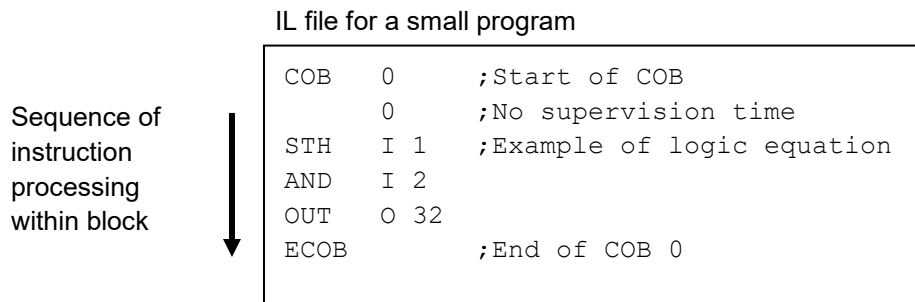 IL file for a small program
COB 0 ;Start of COB
0 ;No supervision time
STH I 1 ;Example of logic equation
AND I 2
OUT O 32
ECOB ;End of COB 0
Sequence of
instruction
processing
within block